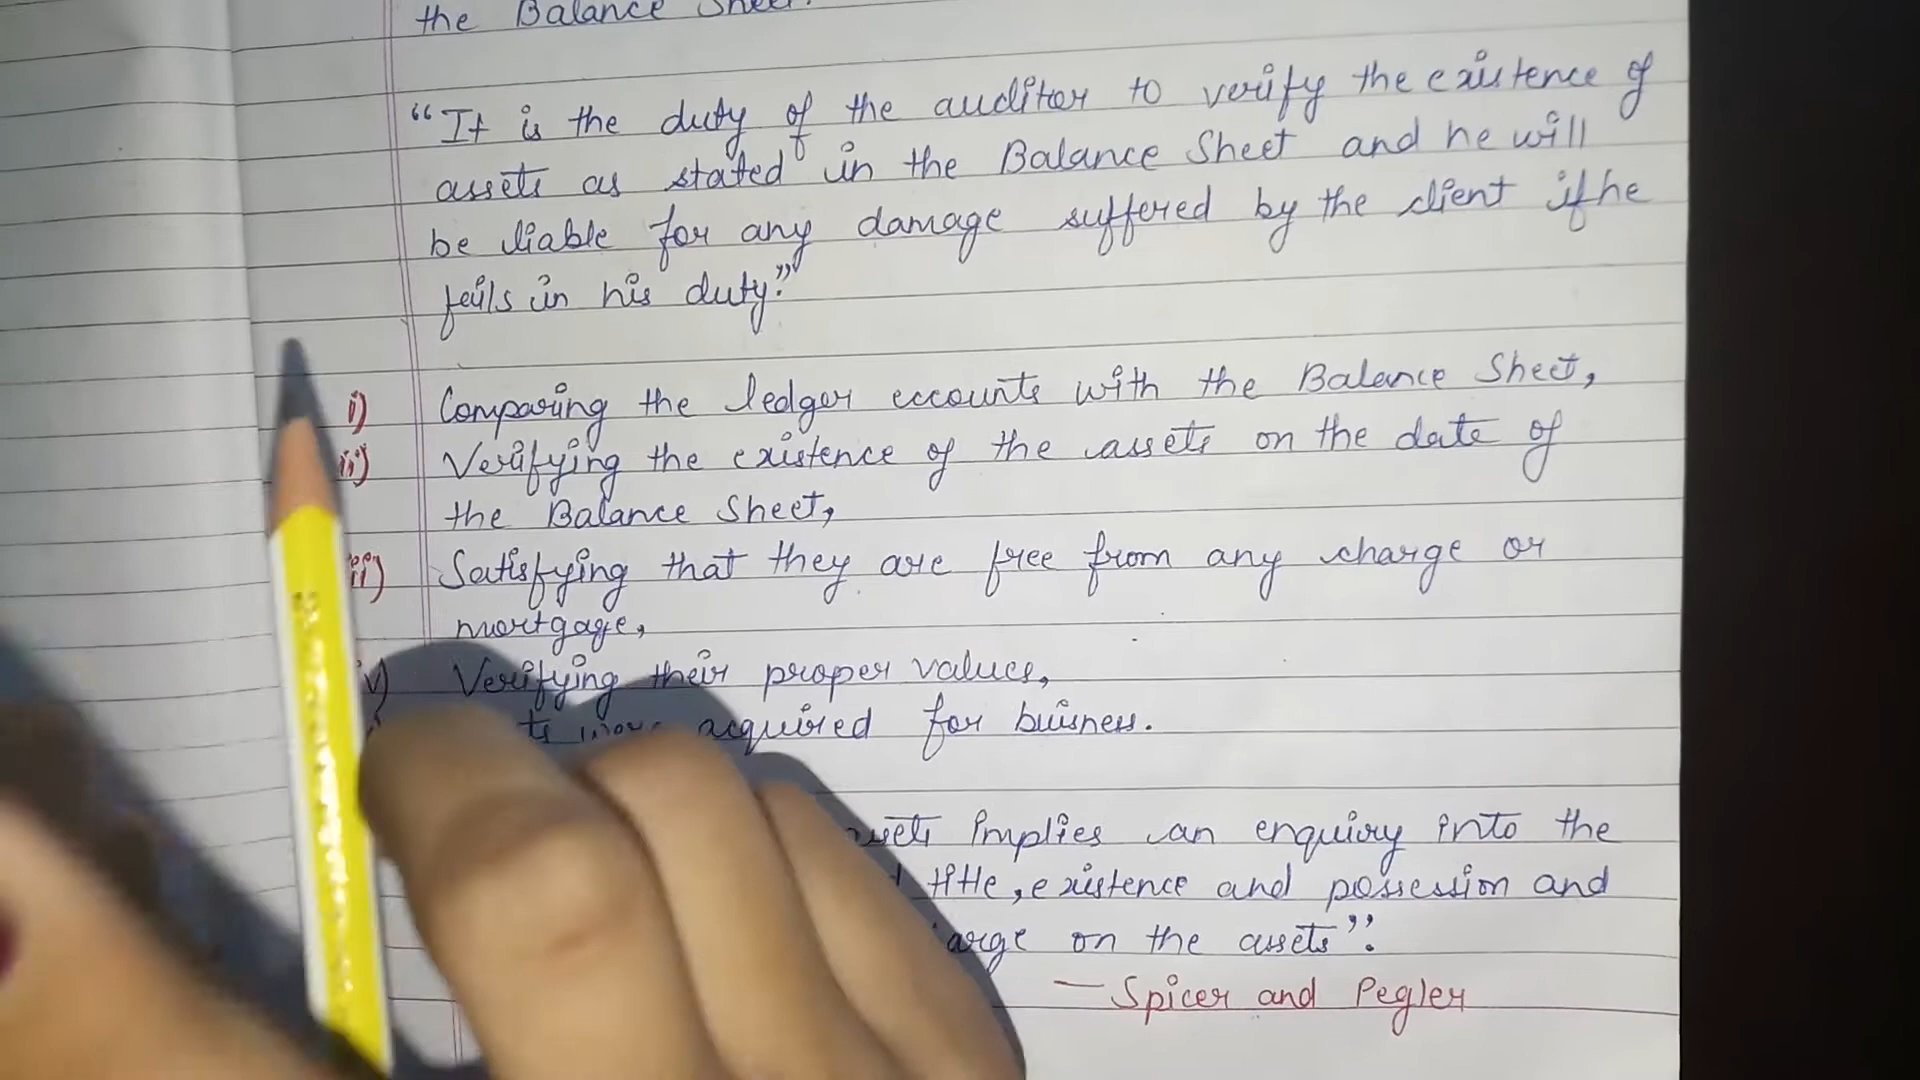 the Balance Sheet.
“It is the duty of the auditor to verify the existence of
assets as stated in the Balance Sheet and he will
be liable for any damage suffered by the client if he
fails in his duty.”
i) Comparing the ledger accounts with the Balance Sheet,
ii) Verifying the existence of the assets on the date of
the Balance Sheet,
iii) Satisfying that they are free from any charge or
mortgage,
iv) Verifying their proper values,
acquired for buisness.
implies an enquiry into the
title, existence and possession and
on the assets”.
— Spicer and Pegler